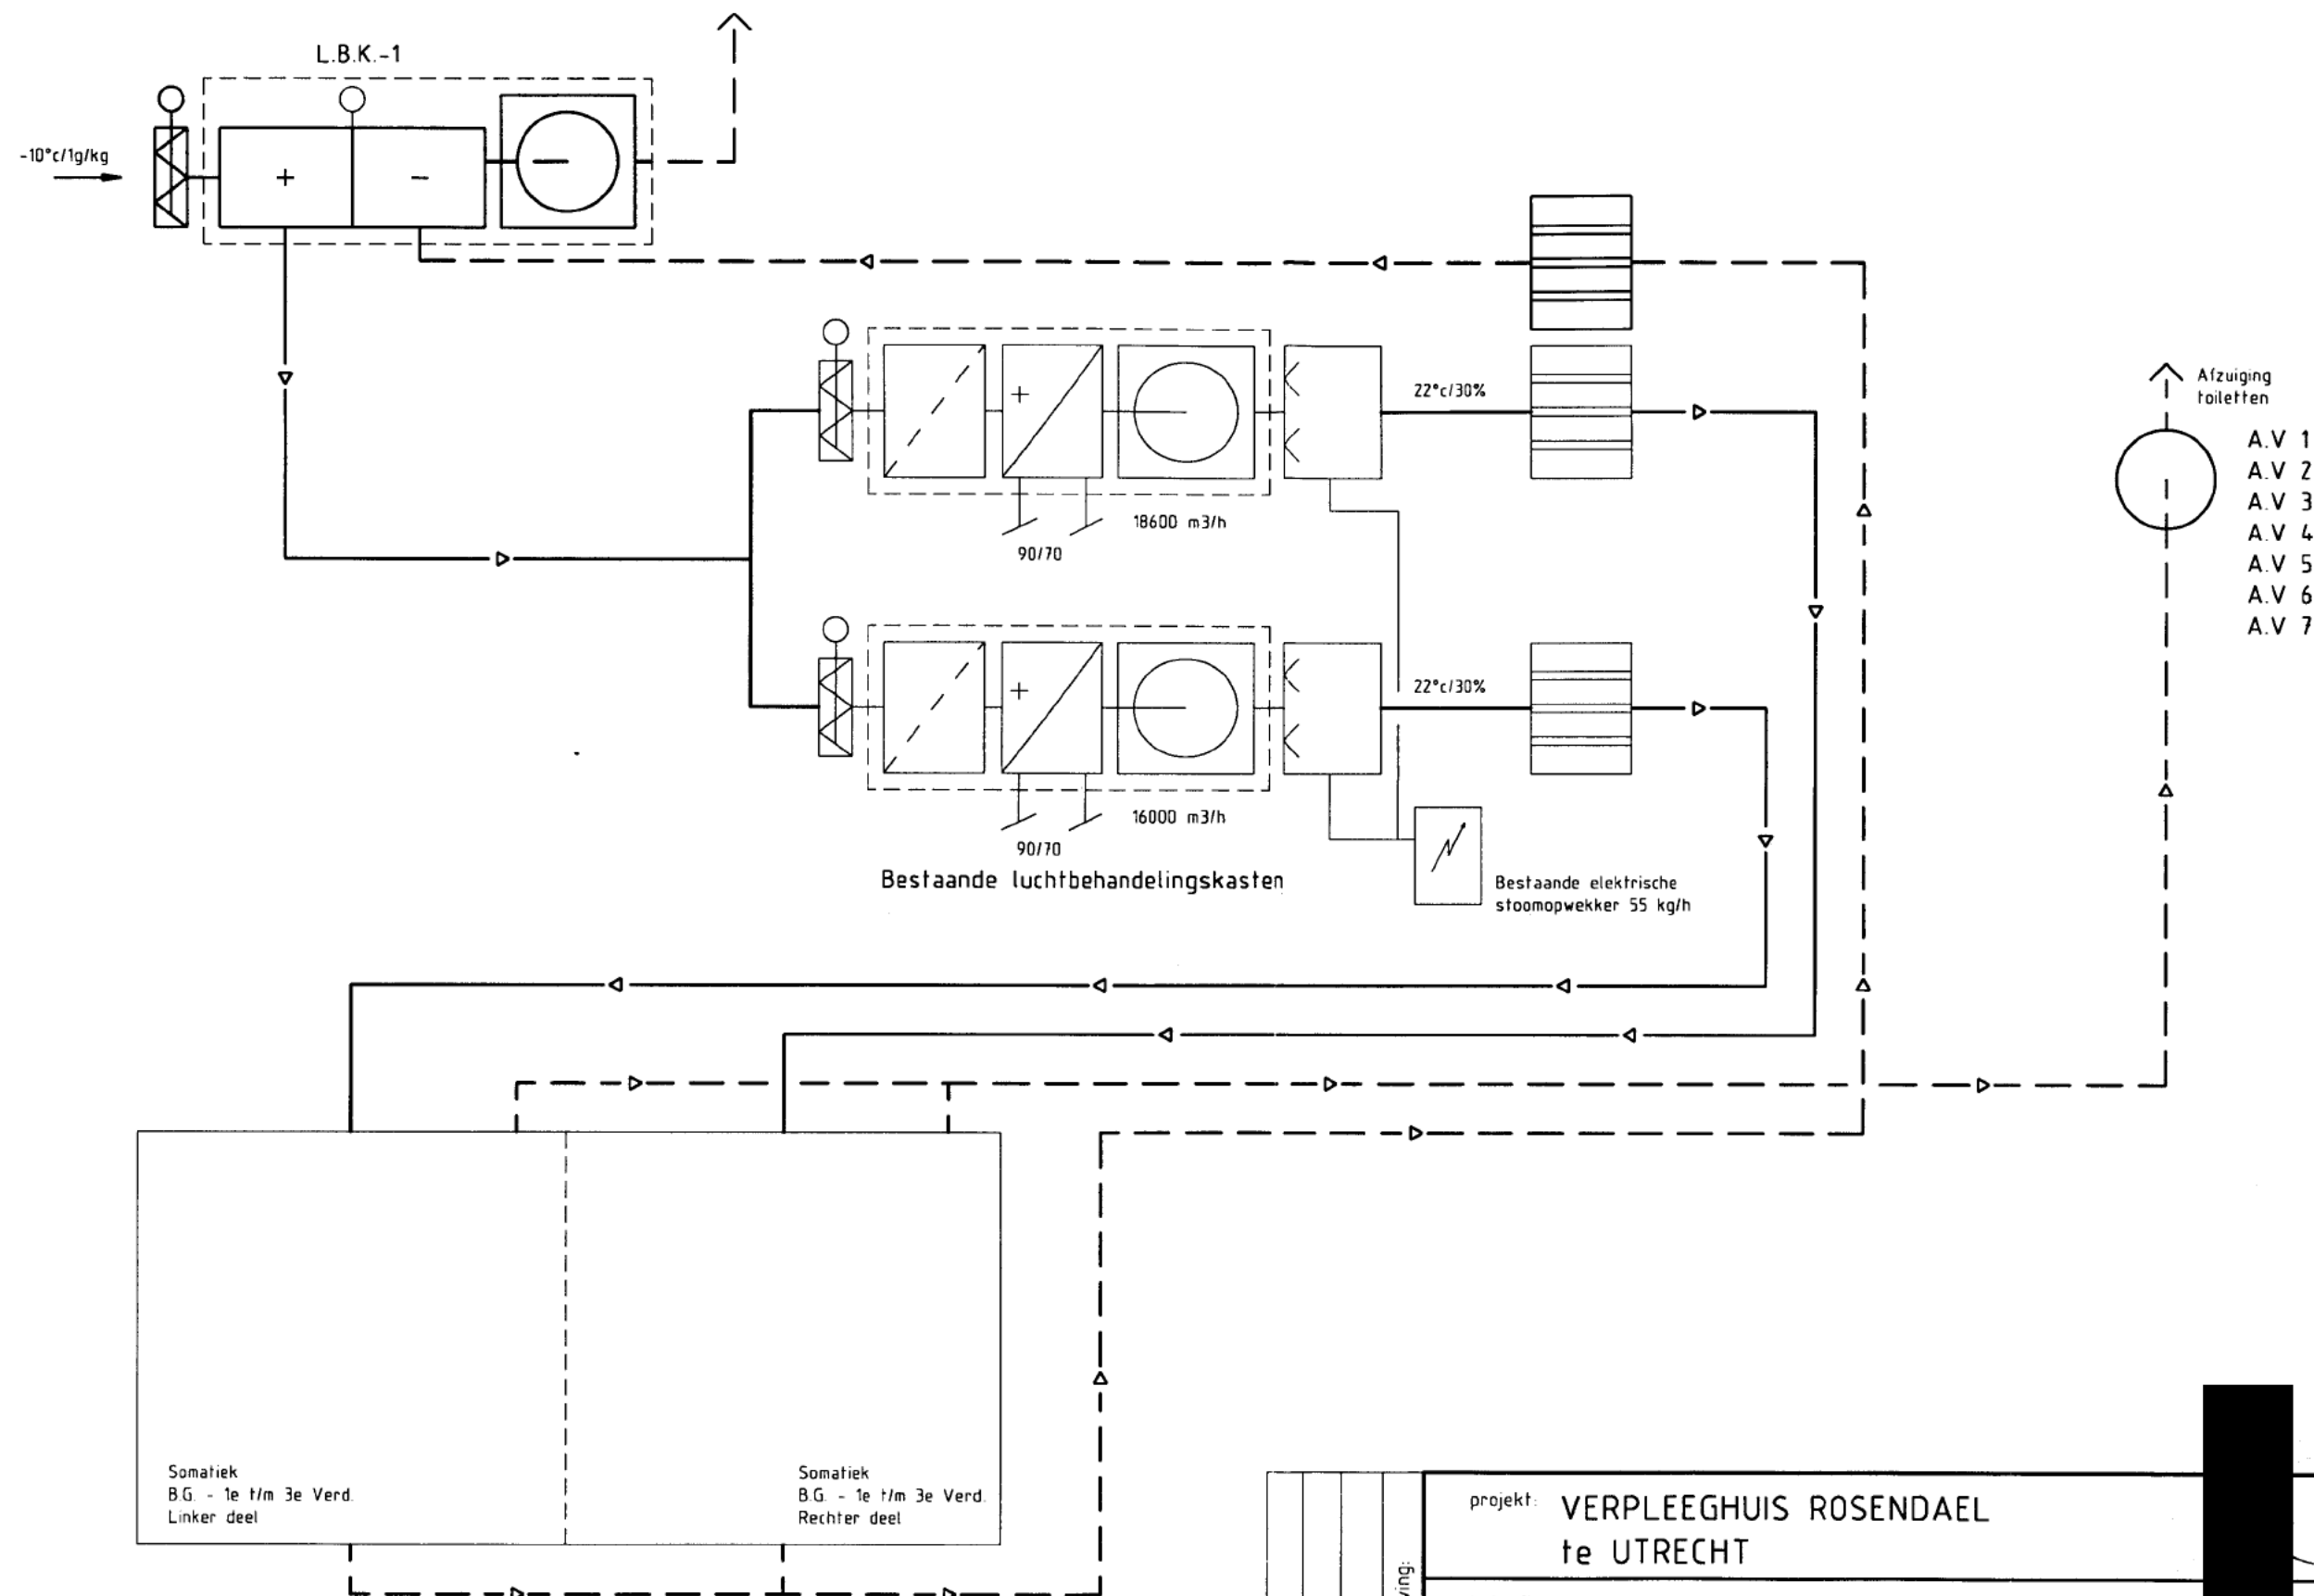 L.B.K.-1
-10°c/1g/kg
+
-
22°c/30%
+
18600 m3/h
90/70
Afzuiging
toiletten
A.V 1
A.V 2
A.V 3
A.V 4
A.V 5
A.V 6
A.V 7
22°c/30%
+
16000 m3/h
90/70
Bestaande luchtbehandelingskasten
Bestaande elektrische
stoomopwekker 55 kg/h
Somatiek
B.G. - 1e t/m 3e Verd.
Linker deel
Somatiek
B.G. - 1e t/m 3e Verd.
Rechter deel
projekt: VERPLEEGHUIS ROSENDAEL
te UTRECHT